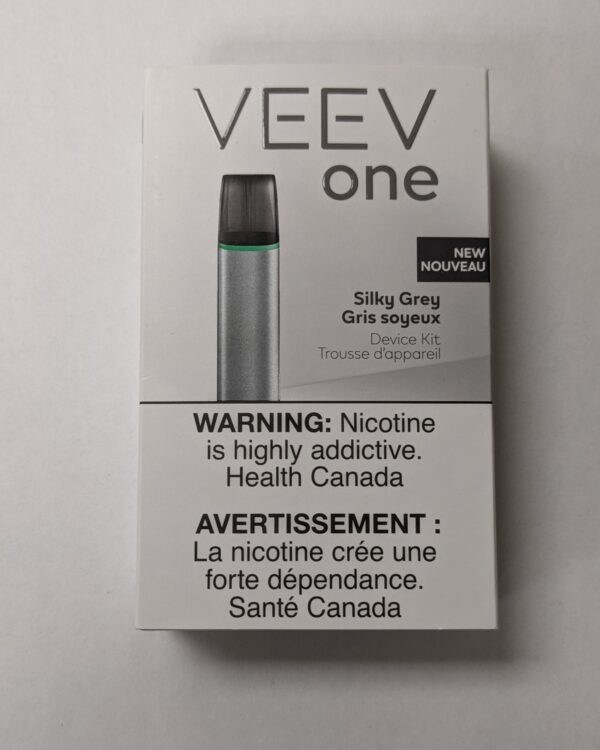 VEEV
one
NEW
NOUVEAU
Silky Grey
Gris soyeux
Device Kit
Trousse d'appareil
WARNING: Nicotine
is highly addictive.
Health Canada
AVERTISSEMENT :
La nicotine crée une
forte dépendance.
Santé Canada